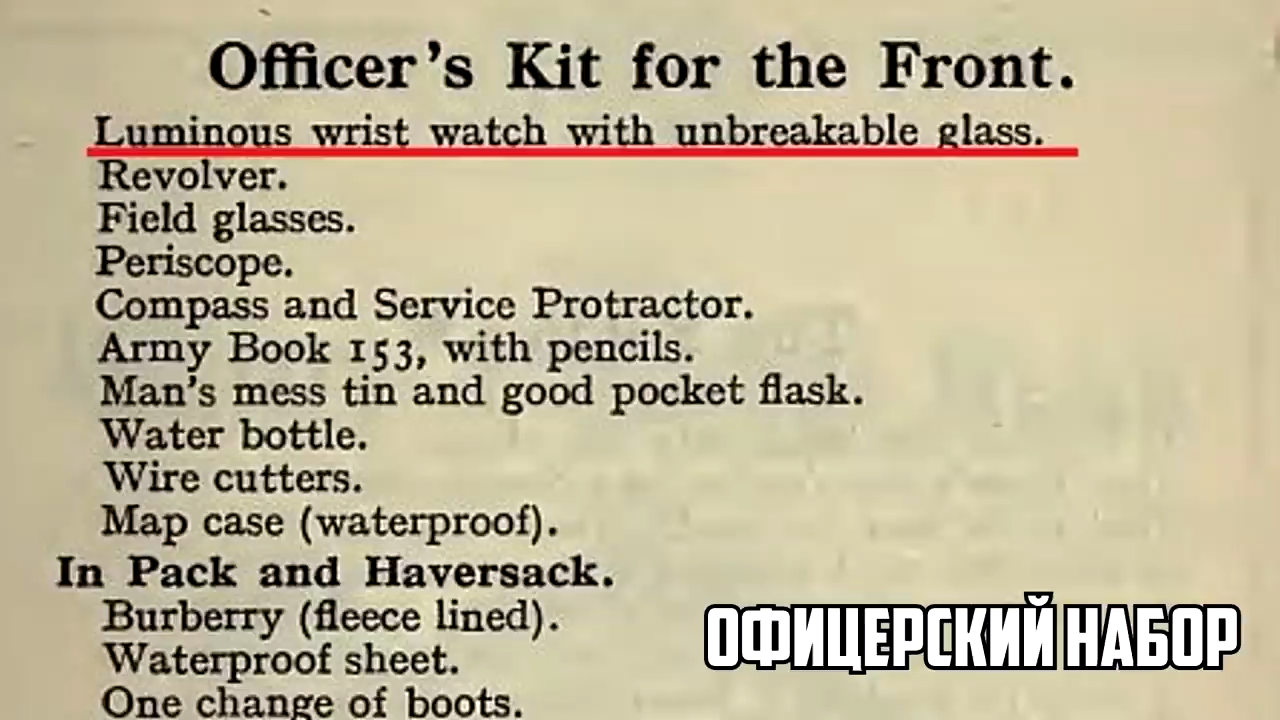 Officer's Kit for the Front.
Luminous wrist watch with unbreakable glass.
Revolver.
Field glasses.
Periscope.
Compass and Service Protractor.
Army Book 153, with pencils.
Man's mess tin and good pocket flask.
Water bottle.
Wire cutters.
Map case (waterproof).
In Pack and Haversack.
Burberry (fleece lined).
Waterproof sheet.
One change of boots.
ОФИЦЕРСКИЙ НАБОР